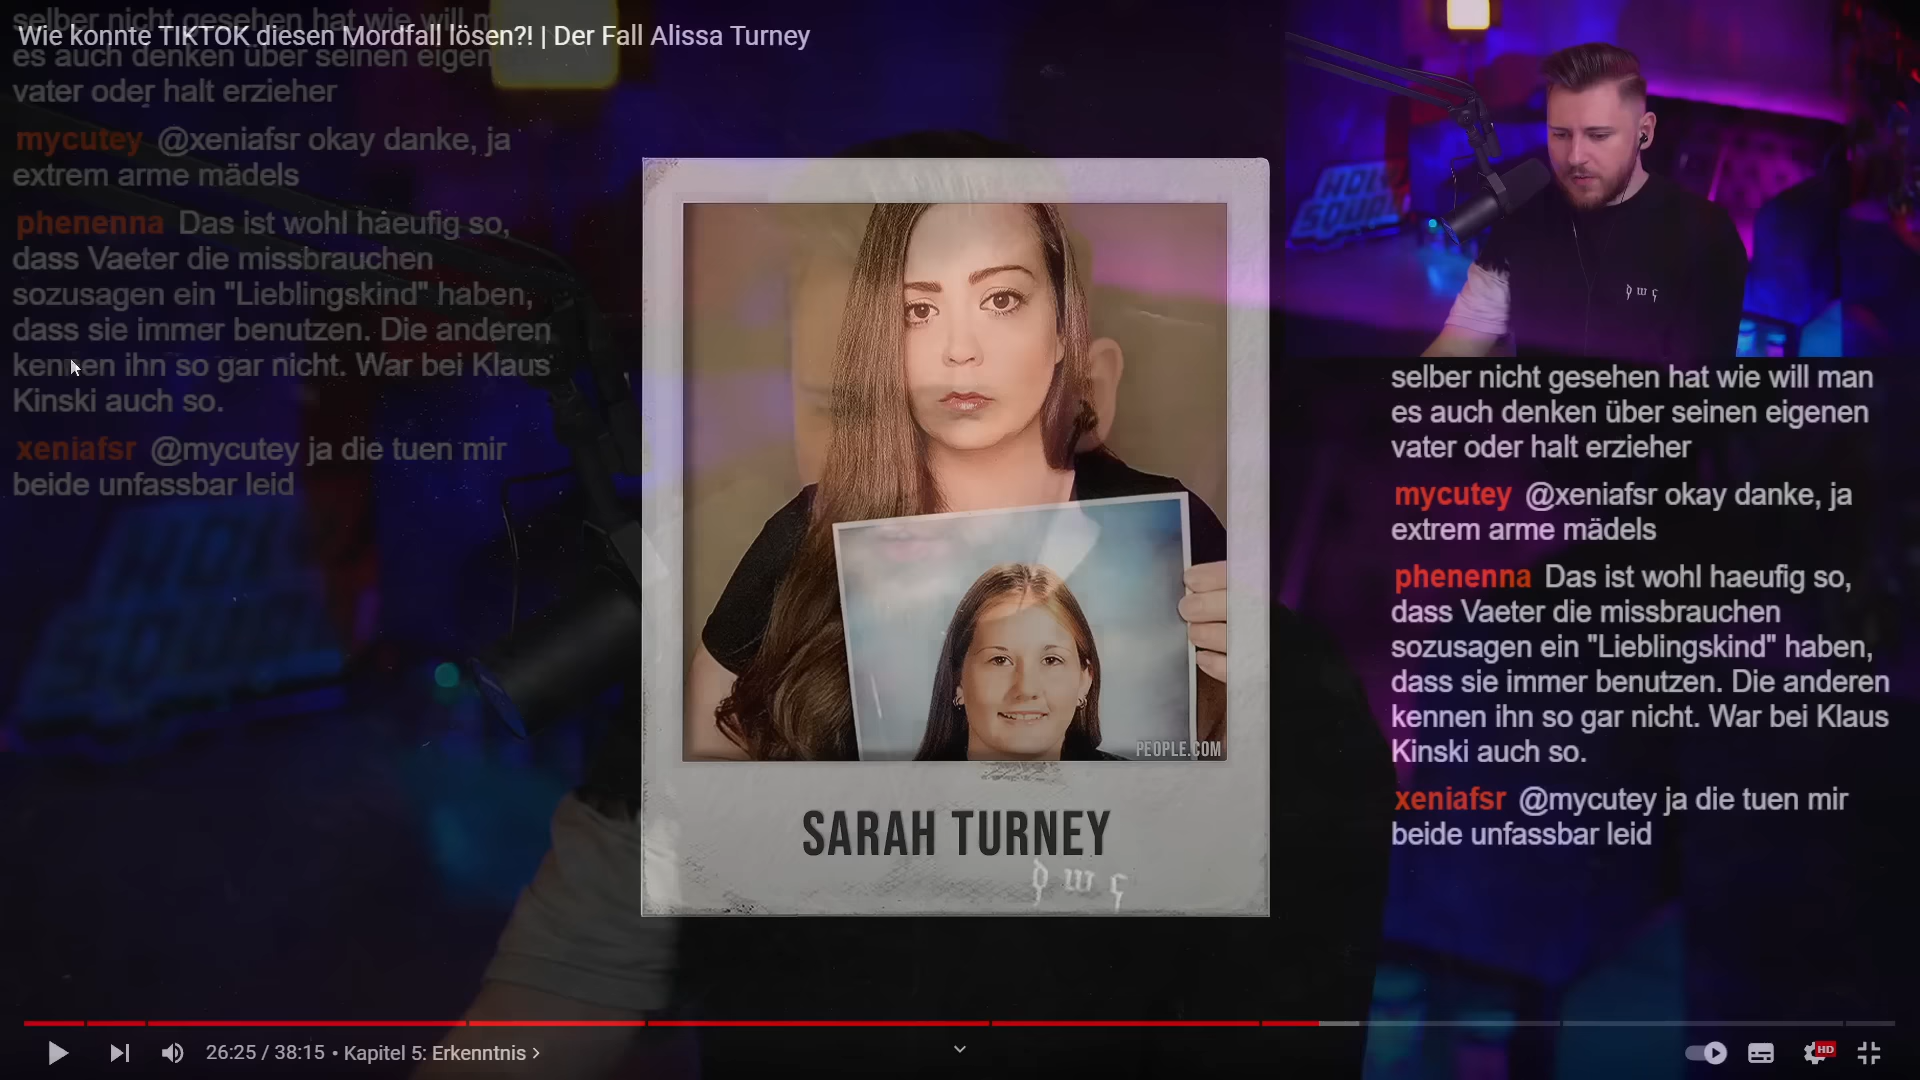 selber nicht gesehen hat wie will m
Wie konnte TIKTOK diesen Mordfall lösen?! | Der Fall Alissa Turney
es auch denken über seinen eigen
vater oder halt erzieher
mycutey @xeniafsr okay danke, ja
extrem arme mädels
phenenna Das ist wohl haeufig so,
dass Vaeter die missbrauchen
sozusagen ein "Lieblingskind" haben,
dass sie immer benutzen. Die anderen
kennen ihn so gar nicht. War bei Klaus
Kinski auch so.
xeniafsr @mycutey ja die tuen mir
beide unfassbar leid
PEOPLE.COM
SARAH TURNEY
HOLY
selber nicht gesehen hat wie will man
es auch denken über seinen eigenen
vater oder halt erzieher
mycutey @xeniafsr okay danke, ja
extrem arme mädels
phenenna Das ist wohl haeufig so,
dass Vaeter die missbrauchen
sozusagen ein "Lieblingskind" haben,
dass sie immer benutzen. Die anderen
kennen ihn so gar nicht. War bei Klaus
Kinski auch so.
xeniafsr @mycutey ja die tuen mir
beide unfassbar leid
26:25 / 38:15 • Kapitel 5: Erkenntnis
HD